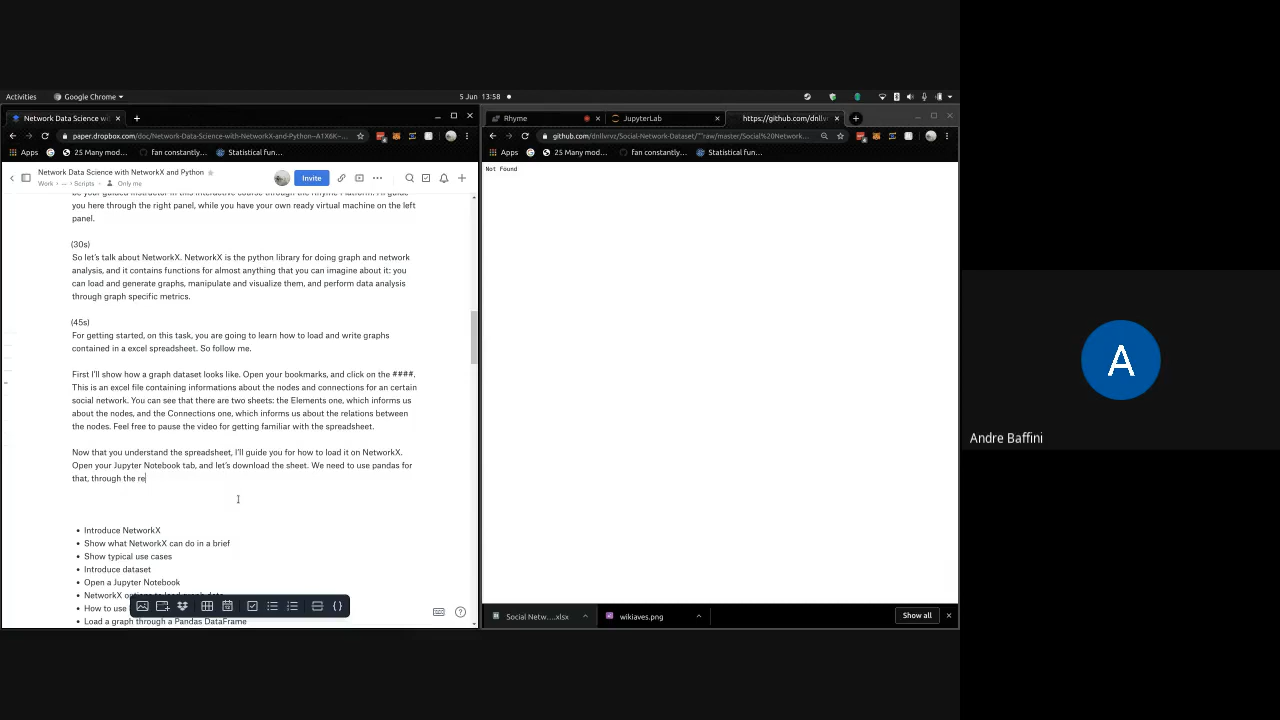 Activities
Google Chrome
5 Jun 13:58
Network Data Science wi
Rhyme
JupyterLab
https://github.com/dnllvr
paper.dropbox.com/doc/Network-Data-Science-with-NetworkX-and-Python--A1X6K-...
github.com/dnllvrvz/Social-Network-Dataset/
Apps
25 Many mod...
fan constantly...
Statistical fun...
Apps
25 Many mod...
fan constantly...
Statistical fun...
Not Found
Network Data Science with NetworkX and Python
Work
Scripts
Only me
Invite
you here through the right panel, while you have your own ready virtual machine on the left
panel.
(30s)
So let's talk about NetworkX. NetworkX is the python library for doing graph and network
analysis, and it contains functions for almost anything that you can imagine about it: you
can load and generate graphs, manipulate and visualize them, and perform data analysis
through graph specific metrics.
(45s)
For getting started, on this task, you are going to learn how to load and write graphs
contained in a excel spreadsheet. So follow me.
First I'll show how a graph dataset looks like. Open your bookmarks, and click on the ####.
This is an excel file containing informations about the nodes and connections for an certain
social network. You can see that there are two sheets: the Elements one, which informs us
about the nodes, and the Connections one, which informs us about the relations between
the nodes. Feel free to pause the video for getting familiar with the spreadsheet.
Now that you understand the spreadsheet, I'll guide you for how to load it on NetworkX.
Open your Jupyter Notebook tab, and let's download the sheet. We need to use pandas for
that, through the re
• Introduce NetworkX
• Show what NetworkX can do in a brief
• Show typical use cases
• Introduce dataset
• Open a Jupyter Notebook
• NetworkX
• How to use
• Load a graph through a Pandas DataFrame
Social Netw....xlsx
wikiaves.png
Show all
A
Andre Baffini